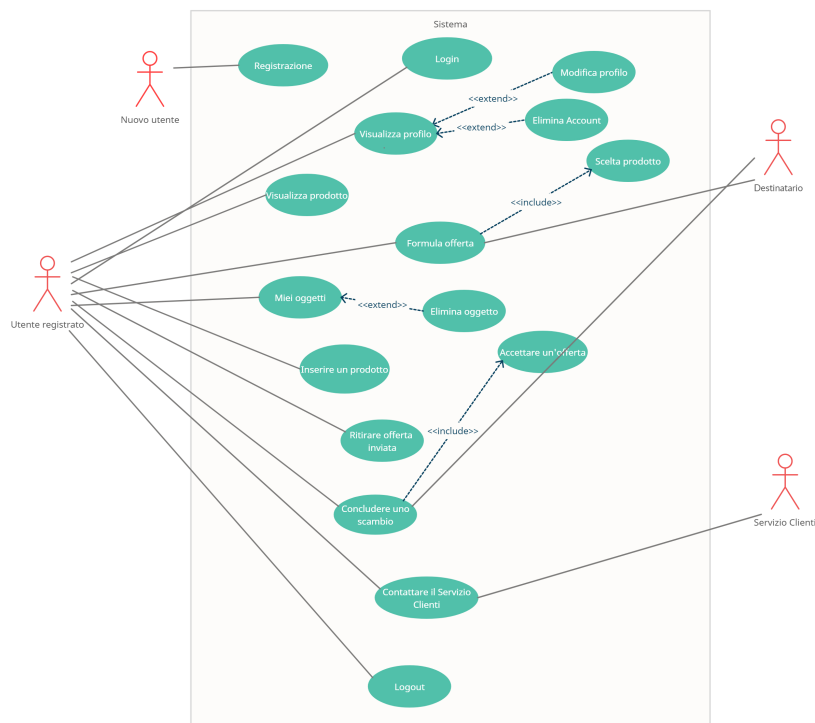 Sistema
Registrazione
Login
Modifica profilo
<<extend>>
Nuovo utente
Elimina Account
<<extend>>
Visualizza profilo
Scelta prodotto
Destinatario
Visualizza prodotto
<<include>>
Formula offerta
Miei oggetti
<<extend>>
Elimina oggetto
Utente registrato
Accettare un'offerta
Inserire un prodotto
<<include>>
Ritirare offerta
inviata
Concludere uno
scambio
Servizio Clienti
Contattare il Servizio
Clienti
Logout